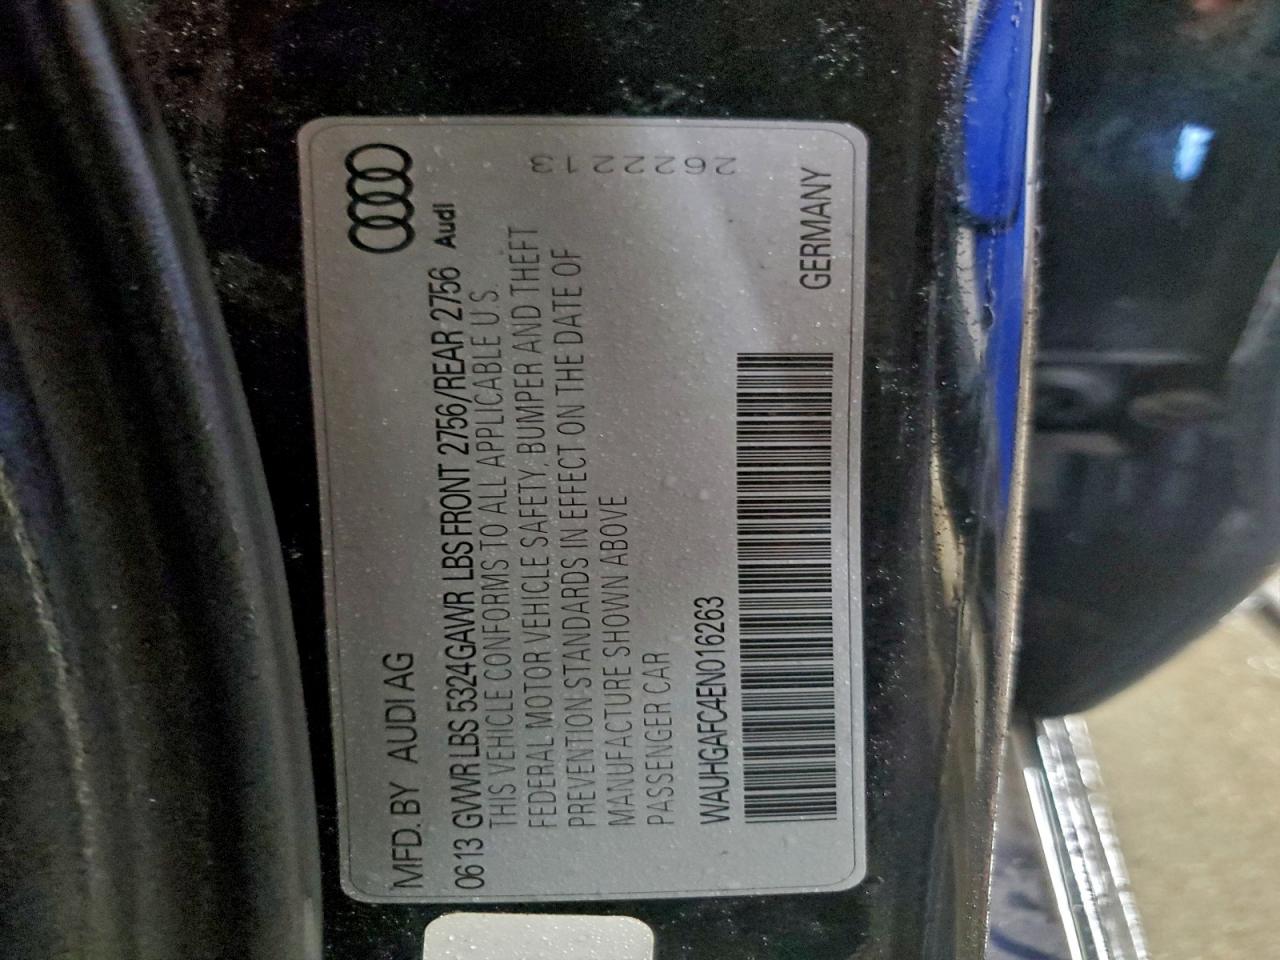 MFD. BY AUDI AG
0613 GVWR LBS 5324GAWR LBS FRONT 2756/REAR 2756
Audi
THIS VEHICLE CONFORMS TO ALL APPLICABLE U.S.
FEDERAL MOTOR VEHICLE SAFETY, BUMPER AND THEFT
PREVENTION STANDARDS IN EFFECT ON THE DATE OF
MANUFACTURE SHOWN ABOVE
PASSENGER CAR
WAUHGAFC4EN016263
GERMANY
3122262